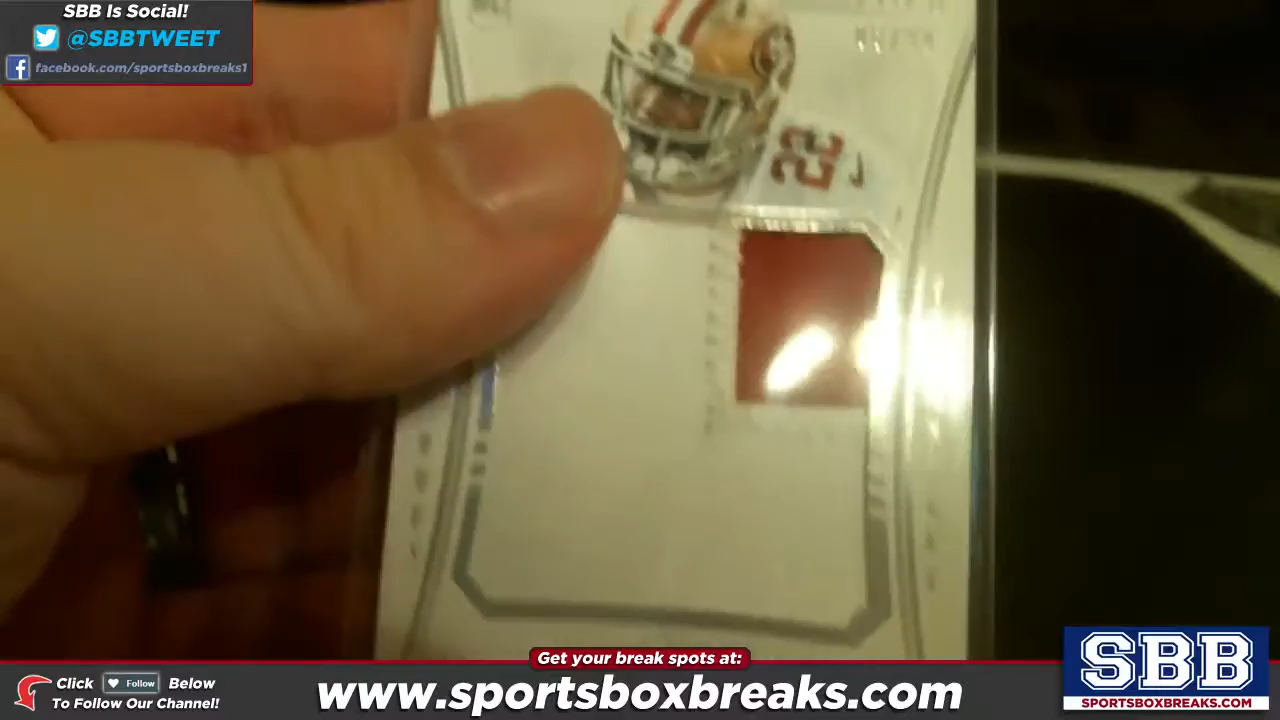 SBB Is Social!
@SBBTWEET
facebook.com/sportsboxbreaks1
22
Get your break spots at:
Click Follow Below
To Follow Our Channel!
www.sportsboxbreaks.com
SBB
SPORTSBOXBREAKS.COM